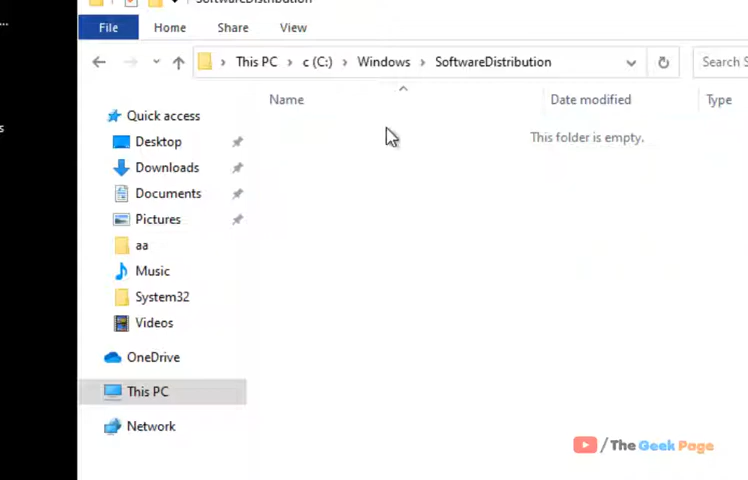 SoftwareDistribution
...
File Home Share View
This PC > c (C:) > Windows > SoftwareDistribution
Search
s
Name Date modified Type
This folder is empty.
Quick access
Desktop
Downloads
Documents
Pictures
aa
Music
System32
Videos
OneDrive
This PC
Network
/The Geek Page